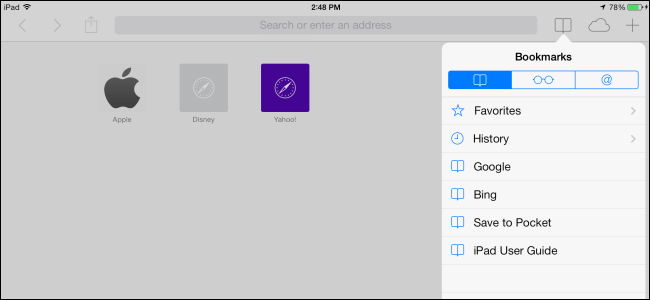 iPad 2:48 PM 78%
Search or enter an address
Bookmarks
@
Favorites
History
Google
Bing
Save to Pocket
iPad User Guide
Apple Disney Yahoo!